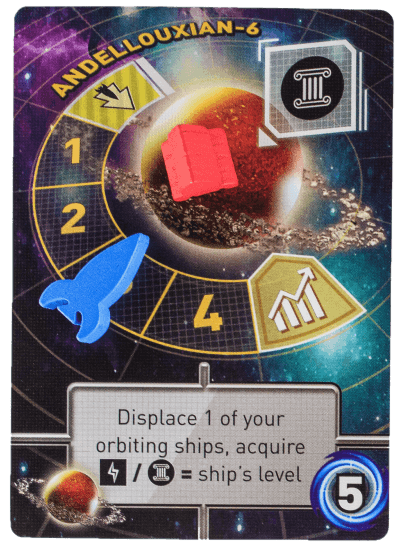 ANDELLOUXIAN-6
1
2
4
Displace 1 of your
orbiting ships, acquire
/ = ship's level
5